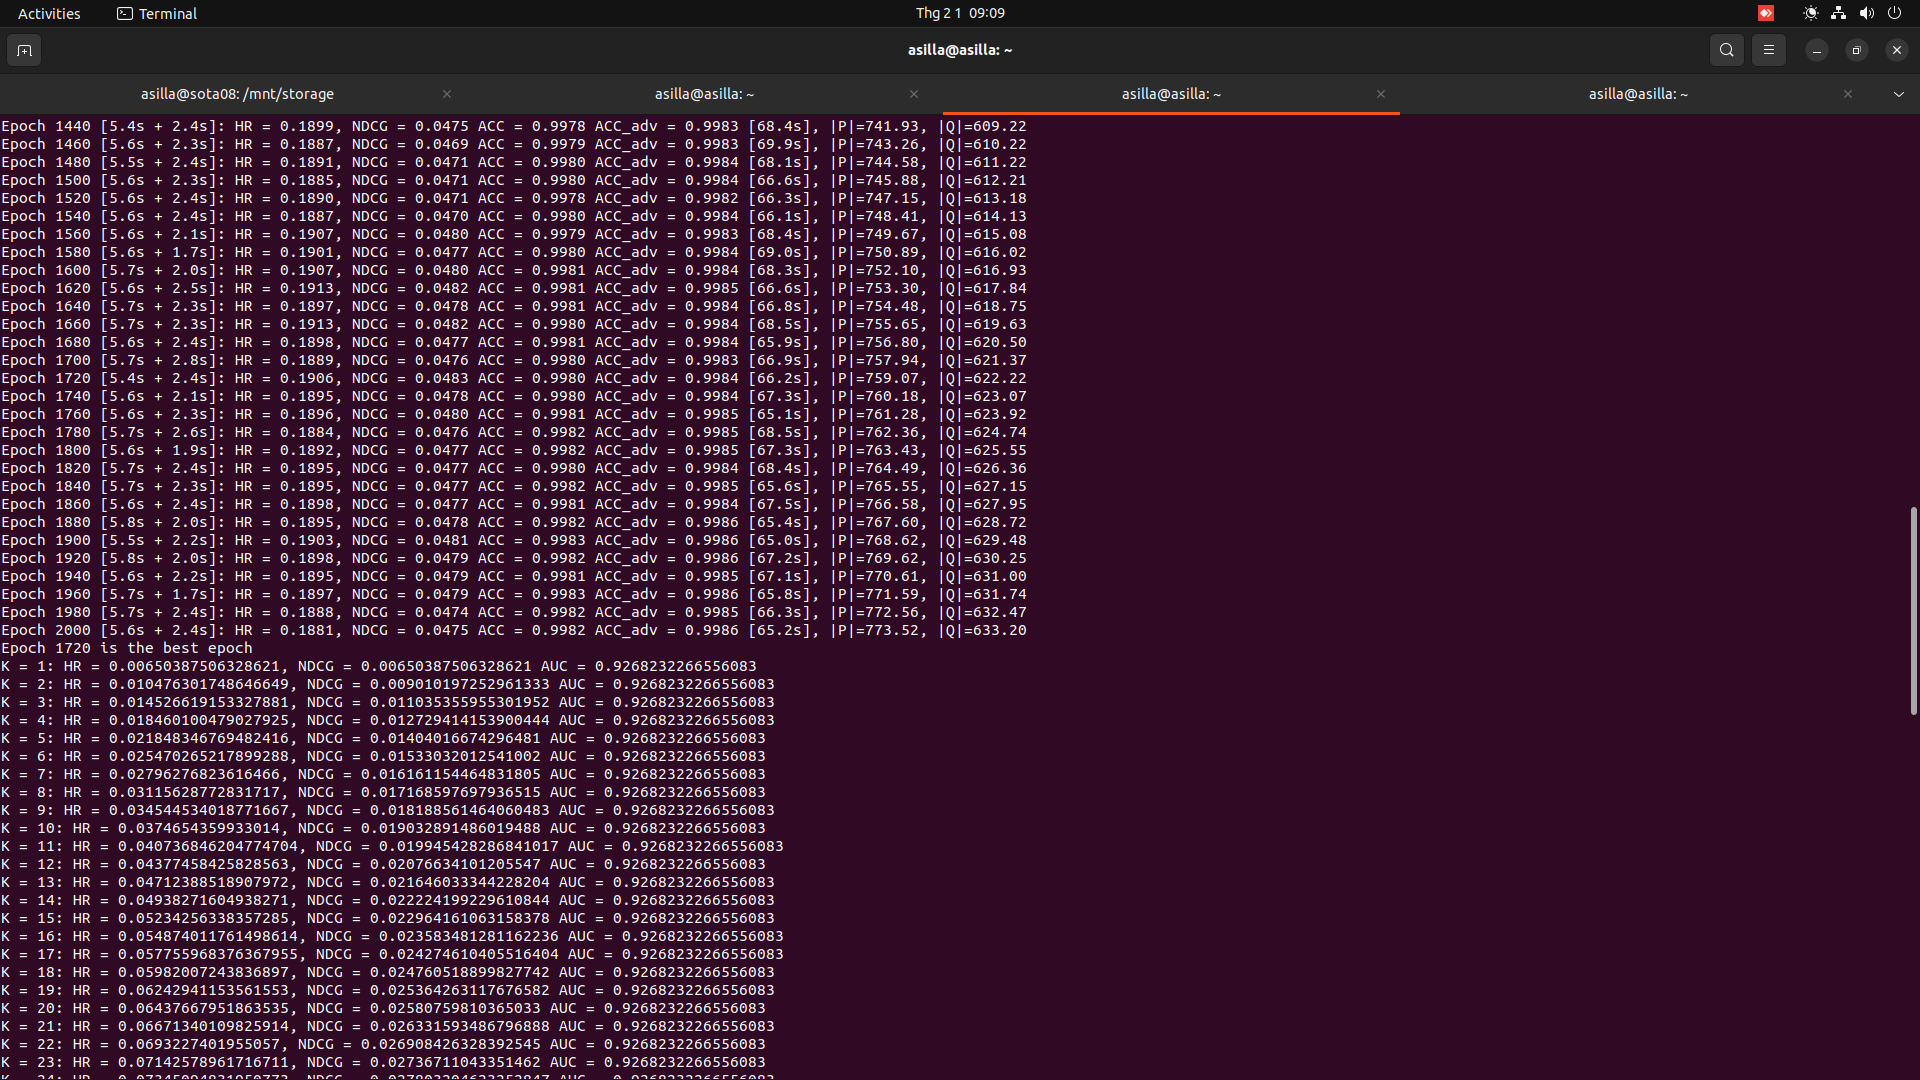 Activities
Terminal
Thg 2 1 09:09
asilla@asilla: ~
asilla@sota08: /mnt/storage
asilla@asilla: ~
asilla@asilla: ~
asilla@asilla: ~
Epoch 1440 [5.4s + 2.4s]: HR = 0.1899, NDCG = 0.0475 ACC = 0.9978 ACC_adv = 0.9983 [68.4s], |P|=741.93, |Q|=609.22
Epoch 1460 [5.6s + 2.3s]: HR = 0.1887, NDCG = 0.0469 ACC = 0.9979 ACC_adv = 0.9983 [69.9s], |P|=743.26, |Q|=610.22
Epoch 1480 [5.5s + 2.4s]: HR = 0.1891, NDCG = 0.0471 ACC = 0.9980 ACC_adv = 0.9984 [68.1s], |P|=744.58, |Q|=611.22
Epoch 1500 [5.6s + 2.3s]: HR = 0.1885, NDCG = 0.0471 ACC = 0.9980 ACC_adv = 0.9984 [66.6s], |P|=745.88, |Q|=612.21
Epoch 1520 [5.6s + 2.4s]: HR = 0.1890, NDCG = 0.0471 ACC = 0.9978 ACC_adv = 0.9982 [66.3s], |P|=747.15, |Q|=613.18
Epoch 1540 [5.6s + 2.4s]: HR = 0.1887, NDCG = 0.0470 ACC = 0.9980 ACC_adv = 0.9984 [66.1s], |P|=748.41, |Q|=614.13
Epoch 1560 [5.6s + 2.1s]: HR = 0.1907, NDCG = 0.0480 ACC = 0.9979 ACC_adv = 0.9983 [68.4s], |P|=749.67, |Q|=615.08
Epoch 1580 [5.6s + 1.7s]: HR = 0.1901, NDCG = 0.0477 ACC = 0.9980 ACC_adv = 0.9984 [69.0s], |P|=750.89, |Q|=616.02
Epoch 1600 [5.7s + 2.0s]: HR = 0.1907, NDCG = 0.0480 ACC = 0.9981 ACC_adv = 0.9984 [68.3s], |P|=752.10, |Q|=616.93
Epoch 1620 [5.6s + 2.5s]: HR = 0.1913, NDCG = 0.0482 ACC = 0.9981 ACC_adv = 0.9985 [66.6s], |P|=753.30, |Q|=617.84
Epoch 1640 [5.7s + 2.3s]: HR = 0.1897, NDCG = 0.0478 ACC = 0.9981 ACC_adv = 0.9984 [66.8s], |P|=754.48, |Q|=618.75
Epoch 1660 [5.7s + 2.3s]: HR = 0.1913, NDCG = 0.0482 ACC = 0.9980 ACC_adv = 0.9984 [68.5s], |P|=755.65, |Q|=619.63
Epoch 1680 [5.6s + 2.4s]: HR = 0.1898, NDCG = 0.0477 ACC = 0.9981 ACC_adv = 0.9984 [65.9s], |P|=756.80, |Q|=620.50
Epoch 1700 [5.7s + 2.8s]: HR = 0.1889, NDCG = 0.0476 ACC = 0.9980 ACC_adv = 0.9983 [66.9s], |P|=757.94, |Q|=621.37
Epoch 1720 [5.4s + 2.4s]: HR = 0.1906, NDCG = 0.0483 ACC = 0.9980 ACC_adv = 0.9984 [66.2s], |P|=759.07, |Q|=622.22
Epoch 1740 [5.6s + 2.1s]: HR = 0.1895, NDCG = 0.0478 ACC = 0.9980 ACC_adv = 0.9984 [67.3s], |P|=760.18, |Q|=623.07
Epoch 1760 [5.6s + 2.3s]: HR = 0.1896, NDCG = 0.0480 ACC = 0.9981 ACC_adv = 0.9985 [65.1s], |P|=761.28, |Q|=623.92
Epoch 1780 [5.7s + 2.6s]: HR = 0.1884, NDCG = 0.0476 ACC = 0.9982 ACC_adv = 0.9985 [68.5s], |P|=762.36, |Q|=624.74
Epoch 1800 [5.6s + 1.9s]: HR = 0.1892, NDCG = 0.0477 ACC = 0.9982 ACC_adv = 0.9985 [67.3s], |P|=763.43, |Q|=625.55
Epoch 1820 [5.7s + 2.4s]: HR = 0.1895, NDCG = 0.0477 ACC = 0.9980 ACC_adv = 0.9984 [68.4s], |P|=764.49, |Q|=626.36
Epoch 1840 [5.7s + 2.3s]: HR = 0.1895, NDCG = 0.0477 ACC = 0.9982 ACC_adv = 0.9985 [65.6s], |P|=765.55, |Q|=627.15
Epoch 1860 [5.6s + 2.4s]: HR = 0.1898, NDCG = 0.0477 ACC = 0.9981 ACC_adv = 0.9984 [67.5s], |P|=766.58, |Q|=627.95
Epoch 1880 [5.8s + 2.0s]: HR = 0.1895, NDCG = 0.0478 ACC = 0.9982 ACC_adv = 0.9986 [65.4s], |P|=767.60, |Q|=628.72
Epoch 1900 [5.5s + 2.2s]: HR = 0.1903, NDCG = 0.0481 ACC = 0.9983 ACC_adv = 0.9986 [65.0s], |P|=768.62, |Q|=629.48
Epoch 1920 [5.8s + 2.0s]: HR = 0.1898, NDCG = 0.0479 ACC = 0.9982 ACC_adv = 0.9986 [67.2s], |P|=769.62, |Q|=630.25
Epoch 1940 [5.6s + 2.2s]: HR = 0.1895, NDCG = 0.0479 ACC = 0.9981 ACC_adv = 0.9985 [67.1s], |P|=770.61, |Q|=631.00
Epoch 1960 [5.7s + 1.7s]: HR = 0.1897, NDCG = 0.0479 ACC = 0.9983 ACC_adv = 0.9986 [65.8s], |P|=771.59, |Q|=631.74
Epoch 1980 [5.7s + 2.4s]: HR = 0.1888, NDCG = 0.0474 ACC = 0.9982 ACC_adv = 0.9985 [66.3s], |P|=772.56, |Q|=632.47
Epoch 2000 [5.6s + 2.4s]: HR = 0.1881, NDCG = 0.0475 ACC = 0.9982 ACC_adv = 0.9986 [65.2s], |P|=773.52, |Q|=633.20
Epoch 1720 is the best epoch
K = 1: HR = 0.00650387506328621, NDCG = 0.00650387506328621 AUC = 0.9268232266556083
K = 2: HR = 0.010476301748646649, NDCG = 0.009010197252961333 AUC = 0.9268232266556083
K = 3: HR = 0.014526619153327881, NDCG = 0.011035355955301952 AUC = 0.9268232266556083
K = 4: HR = 0.018460100479027925, NDCG = 0.012729414153900444 AUC = 0.9268232266556083
K = 5: HR = 0.021848346769482416, NDCG = 0.01404016674296481 AUC = 0.9268232266556083
K = 6: HR = 0.025470265217899288, NDCG = 0.01533032012541002 AUC = 0.9268232266556083
K = 7: HR = 0.02796276823616466, NDCG = 0.016161154464831805 AUC = 0.9268232266556083
K = 8: HR = 0.03115628772831717, NDCG = 0.017168597697936515 AUC = 0.9268232266556083
K = 9: HR = 0.034544534018771667, NDCG = 0.018188561464060483 AUC = 0.9268232266556083
K = 10: HR = 0.0374654359933014, NDCG = 0.019032891486019488 AUC = 0.9268232266556083
K = 11: HR = 0.040736846204774704, NDCG = 0.019945428286841017 AUC = 0.9268232266556083
K = 12: HR = 0.04377458425828563, NDCG = 0.02076634101205547 AUC = 0.9268232266556083
K = 13: HR = 0.04712388518907972, NDCG = 0.021646033344228204 AUC = 0.9268232266556083
K = 14: HR = 0.04938271604938271, NDCG = 0.022224199229610844 AUC = 0.9268232266556083
K = 15: HR = 0.05234256338357285, NDCG = 0.022964161063158378 AUC = 0.9268232266556083
K = 16: HR = 0.054874011761498614, NDCG = 0.023583481281162236 AUC = 0.9268232266556083
K = 17: HR = 0.057755968376367955, NDCG = 0.024274610405516404 AUC = 0.9268232266556083
K = 18: HR = 0.05982007243836897, NDCG = 0.024760518899827742 AUC = 0.9268232266556083
K = 19: HR = 0.06242941153561553, NDCG = 0.025364263117676582 AUC = 0.9268232266556083
K = 20: HR = 0.06437667951863535, NDCG = 0.02580759810365033 AUC = 0.9268232266556083
K = 21: HR = 0.06671340109825914, NDCG = 0.026331593486796888 AUC = 0.9268232266556083
K = 22: HR = 0.0693227401955057, NDCG = 0.026908426328392545 AUC = 0.9268232266556083
K = 23: HR = 0.07142578961716711, NDCG = 0.02736711043351462 AUC = 0.9268232266556083